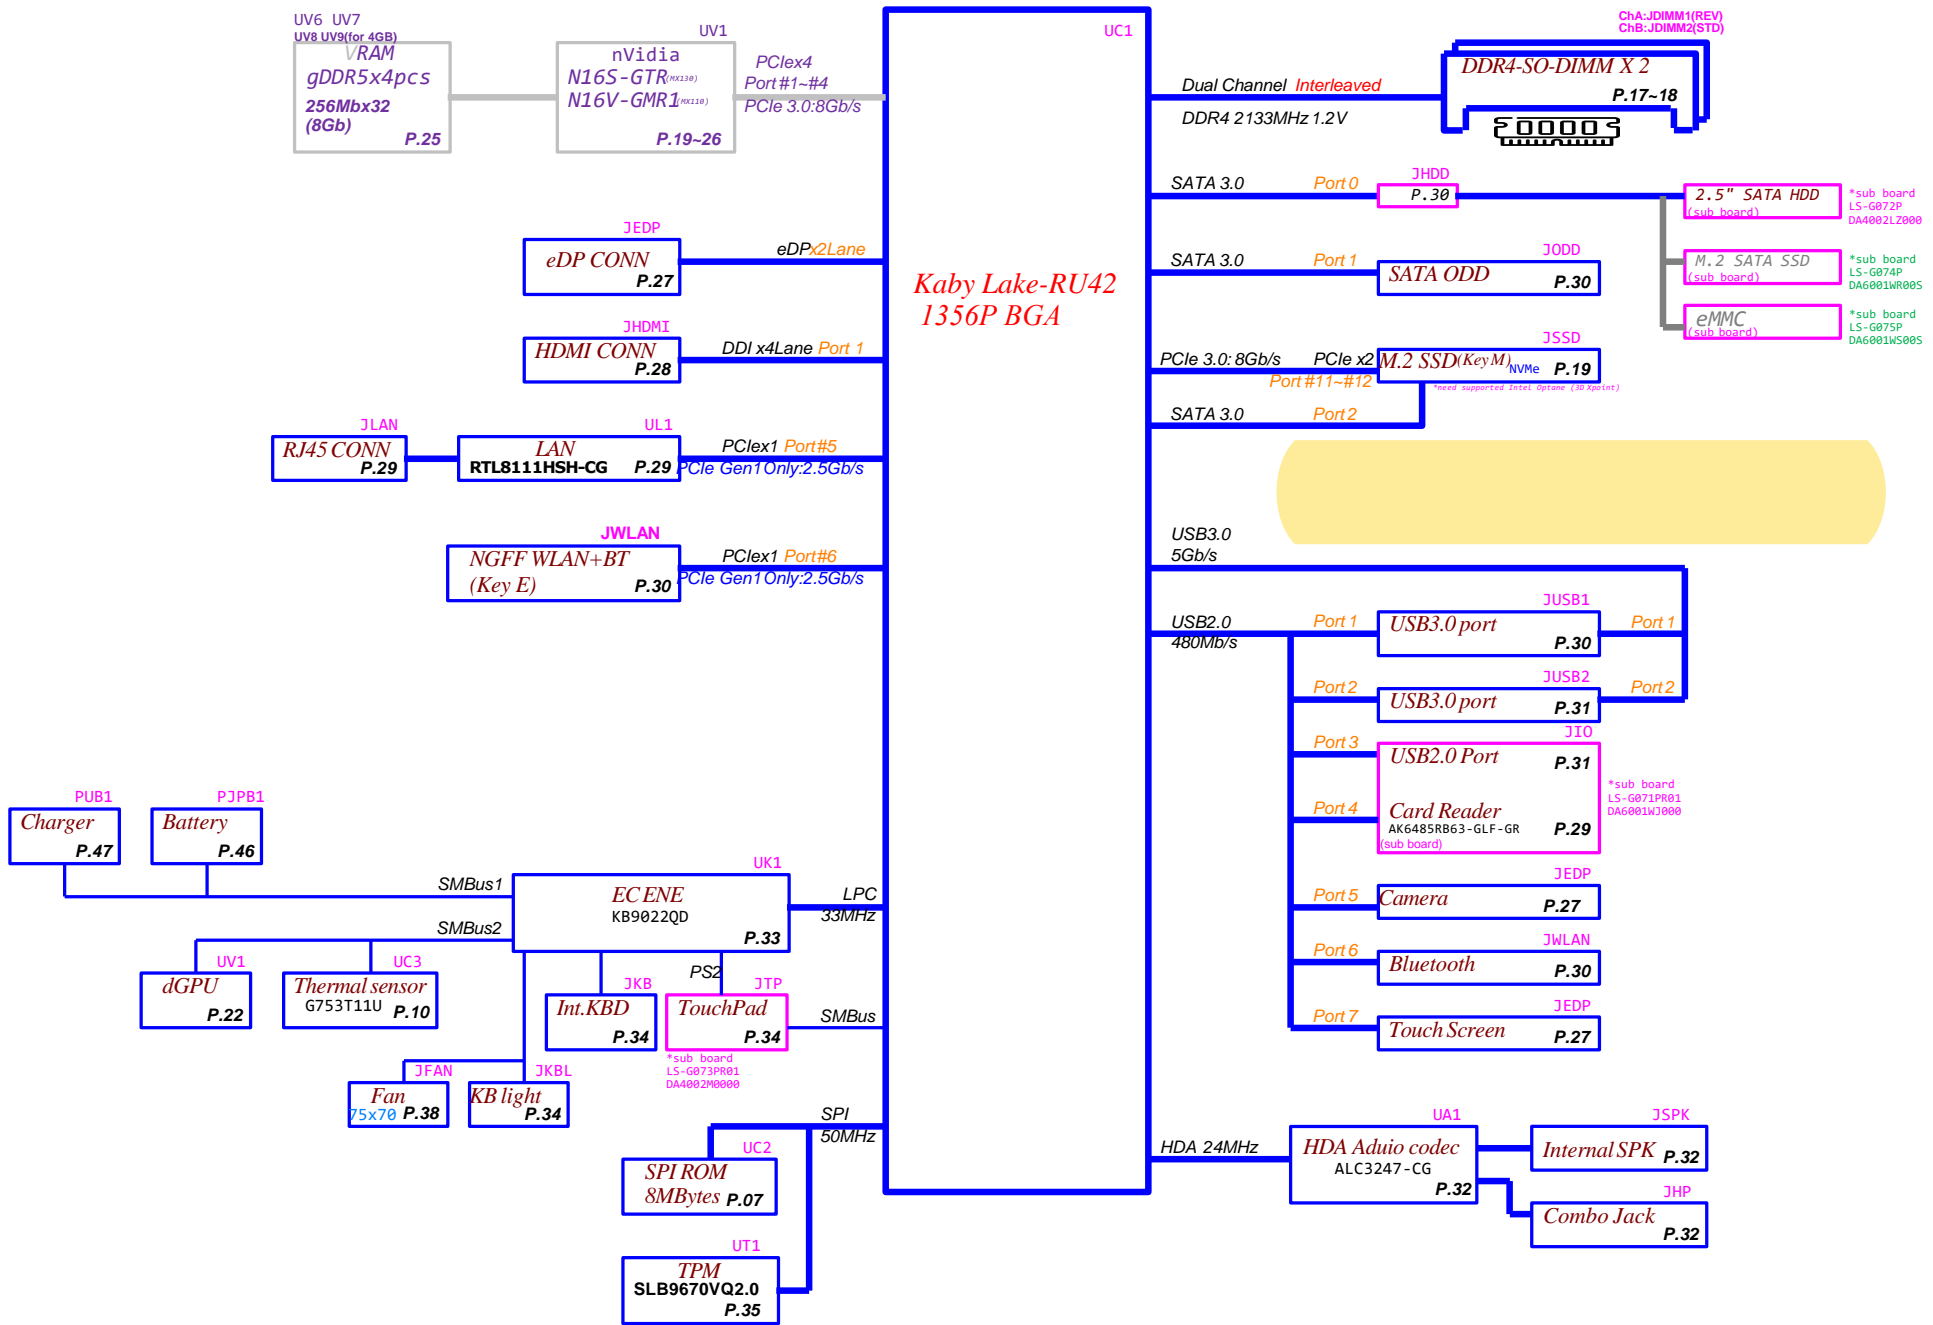 UV6 UV7
UV8 UV9(for 4GB)
VRAM
gDDR5x4pcs
256Mbx32
(8Gb)
P.25
UV1
nVidia
N16S-GTR(MX130)
N16V-GMR1(MX110)
P.19~26
PCIex4
Port #1~#4
PCIe 3.0:8Gb/s
UC1
Kaby Lake-RU42
1356P BGA
ChA:JDIMM1(REV)
ChB:JDIMM2(STD)
Dual Channel Interleaved
DDR4 2133MHz 1.2V
DDR4-SO-DIMM X 2
P.17~18
SATA 3.0 Port 0
JHDD
P.30
2.5" SATA HDD
(sub board)
*sub board
LS-G072P
DA4002LZ000
M.2 SATA SSD
(sub board)
*sub board
LS-G074P
DA6001WR00S
eMMC
(sub board)
*sub board
LS-G075P
DA6001WS00S
SATA 3.0 Port 1
JODD
SATA ODD
P.30
JSSD
PCIe 3.0: 8Gb/s PCIe x2
Port #11~#12
M.2 SSD(Key M) NVMe P.19
*need supported Intel Optane (3D Xpoint)
SATA 3.0 Port 2
JEDP
eDP CONN
P.27
eDPx2Lane
JHDMI
HDMI CONN
P.28
DDI x4Lane Port 1
JLAN
RJ45 CONN
P.29
UL1
LAN
RTL8111HSH-CG P.29
PCIex1 Port#5
PCIe Gen1 Only:2.5Gb/s
JWLAN
NGFF WLAN+BT
(Key E)
P.30
PCIex1 Port#6
PCIe Gen1 Only:2.5Gb/s
USB3.0
5Gb/s
USB2.0
480Mb/s
Port 1
JUSB1
USB3.0 port
P.30
Port 1
Port 2
JUSB2
USB3.0 port
P.31
Port 2
JIO
Port 3
USB2.0 Port
P.31
Port 4
Card Reader
AK6485RB63-GLF-GR
P.29
(sub board)
*sub board
LS-G071PR01
DA6001WJ000
JEDP
Port 5
Camera
P.27
JWLAN
Port 6
Bluetooth
P.30
JEDP
Port 7
Touch Screen
P.27
PUB1
Charger
P.47
PJPB1
Battery
P.46
SMBus1
SMBus2
UK1
EC ENE
KB9022QD
P.33
LPC
33MHz
UV1
dGPU
P.22
UC3
Thermal sensor
G753T11U P.10
JKB
Int.KBD
P.34
PS2
JTP
TouchPad
P.34
*sub board
LS-G073PR01
DA4002M0000
SMBus
JFAN
Fan
75x70 P.38
JKBL
KB light
P.34
SPI
50MHz
UC2
SPI ROM
8MBytes P.07
UT1
TPM
SLB9670VQ2.0
P.35
HDA 24MHz
UA1
HDA Aduio codec
ALC3247-CG
P.32
JSPK
Internal SPK P.32
JHP
Combo Jack
P.32